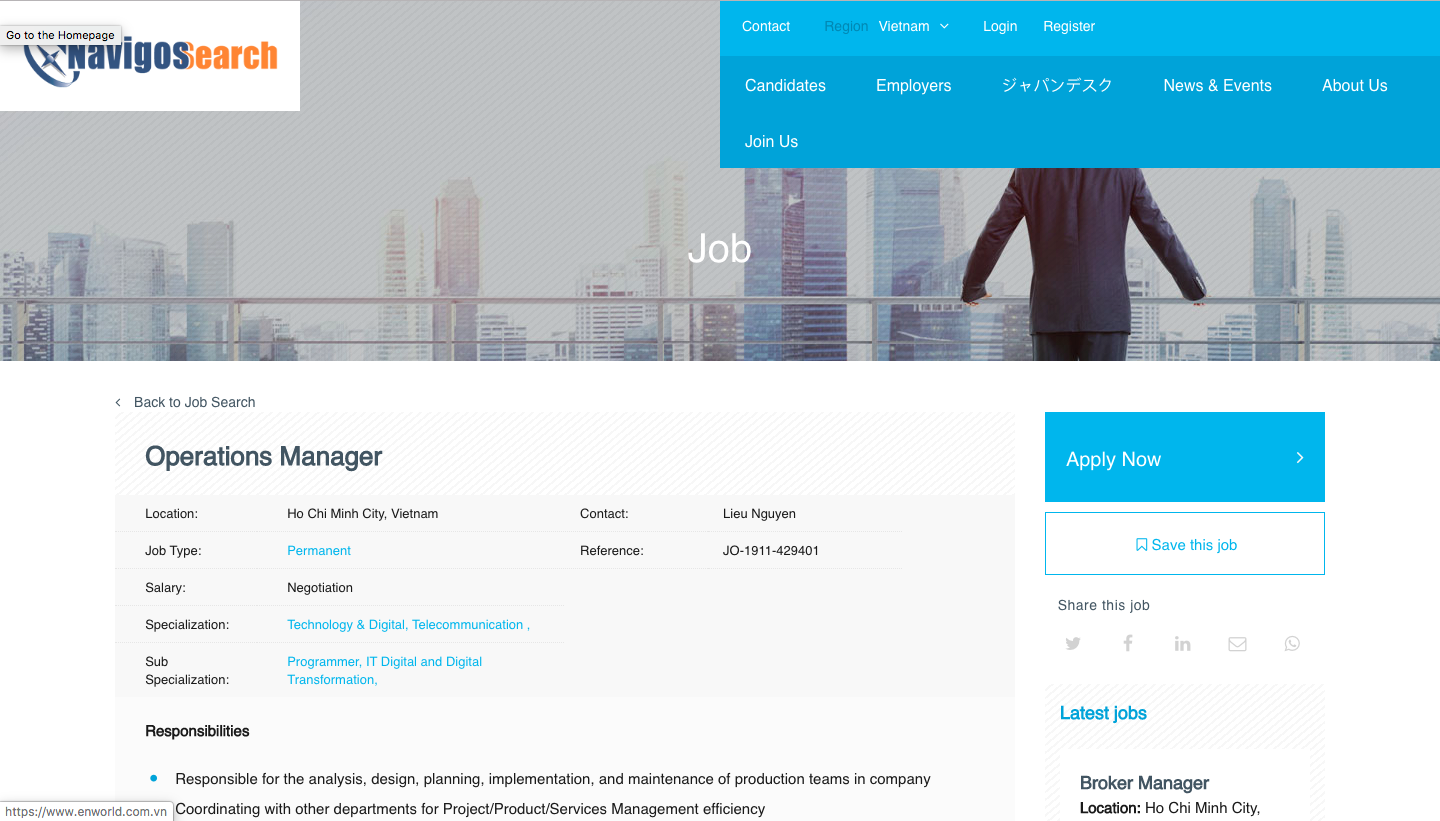 Go to the Homepage
NavigosSearch
Contact
Region Vietnam
Login
Register
Candidates
Employers
ジャパンデスク
News & Events
About Us
Join Us
Job
Back to Job Search
Operations Manager
Location: Ho Chi Minh City, Vietnam
Contact: Lieu Nguyen
Job Type: Permanent
Reference: JO-1911-429401
Salary: Negotiation
Specialization: Technology & Digital, Telecommunication ,
Sub
Specialization:
Programmer, IT Digital and Digital
Transformation,
Responsibilities
Responsible for the analysis, design, planning, implementation, and maintenance of production teams in company
Coordinating with other departments for Project/Product/Services Management efficiency
Apply Now
Save this job
Share this job
Latest jobs
Broker Manager
Location: Ho Chi Minh City,
https://www.enworld.com.vn